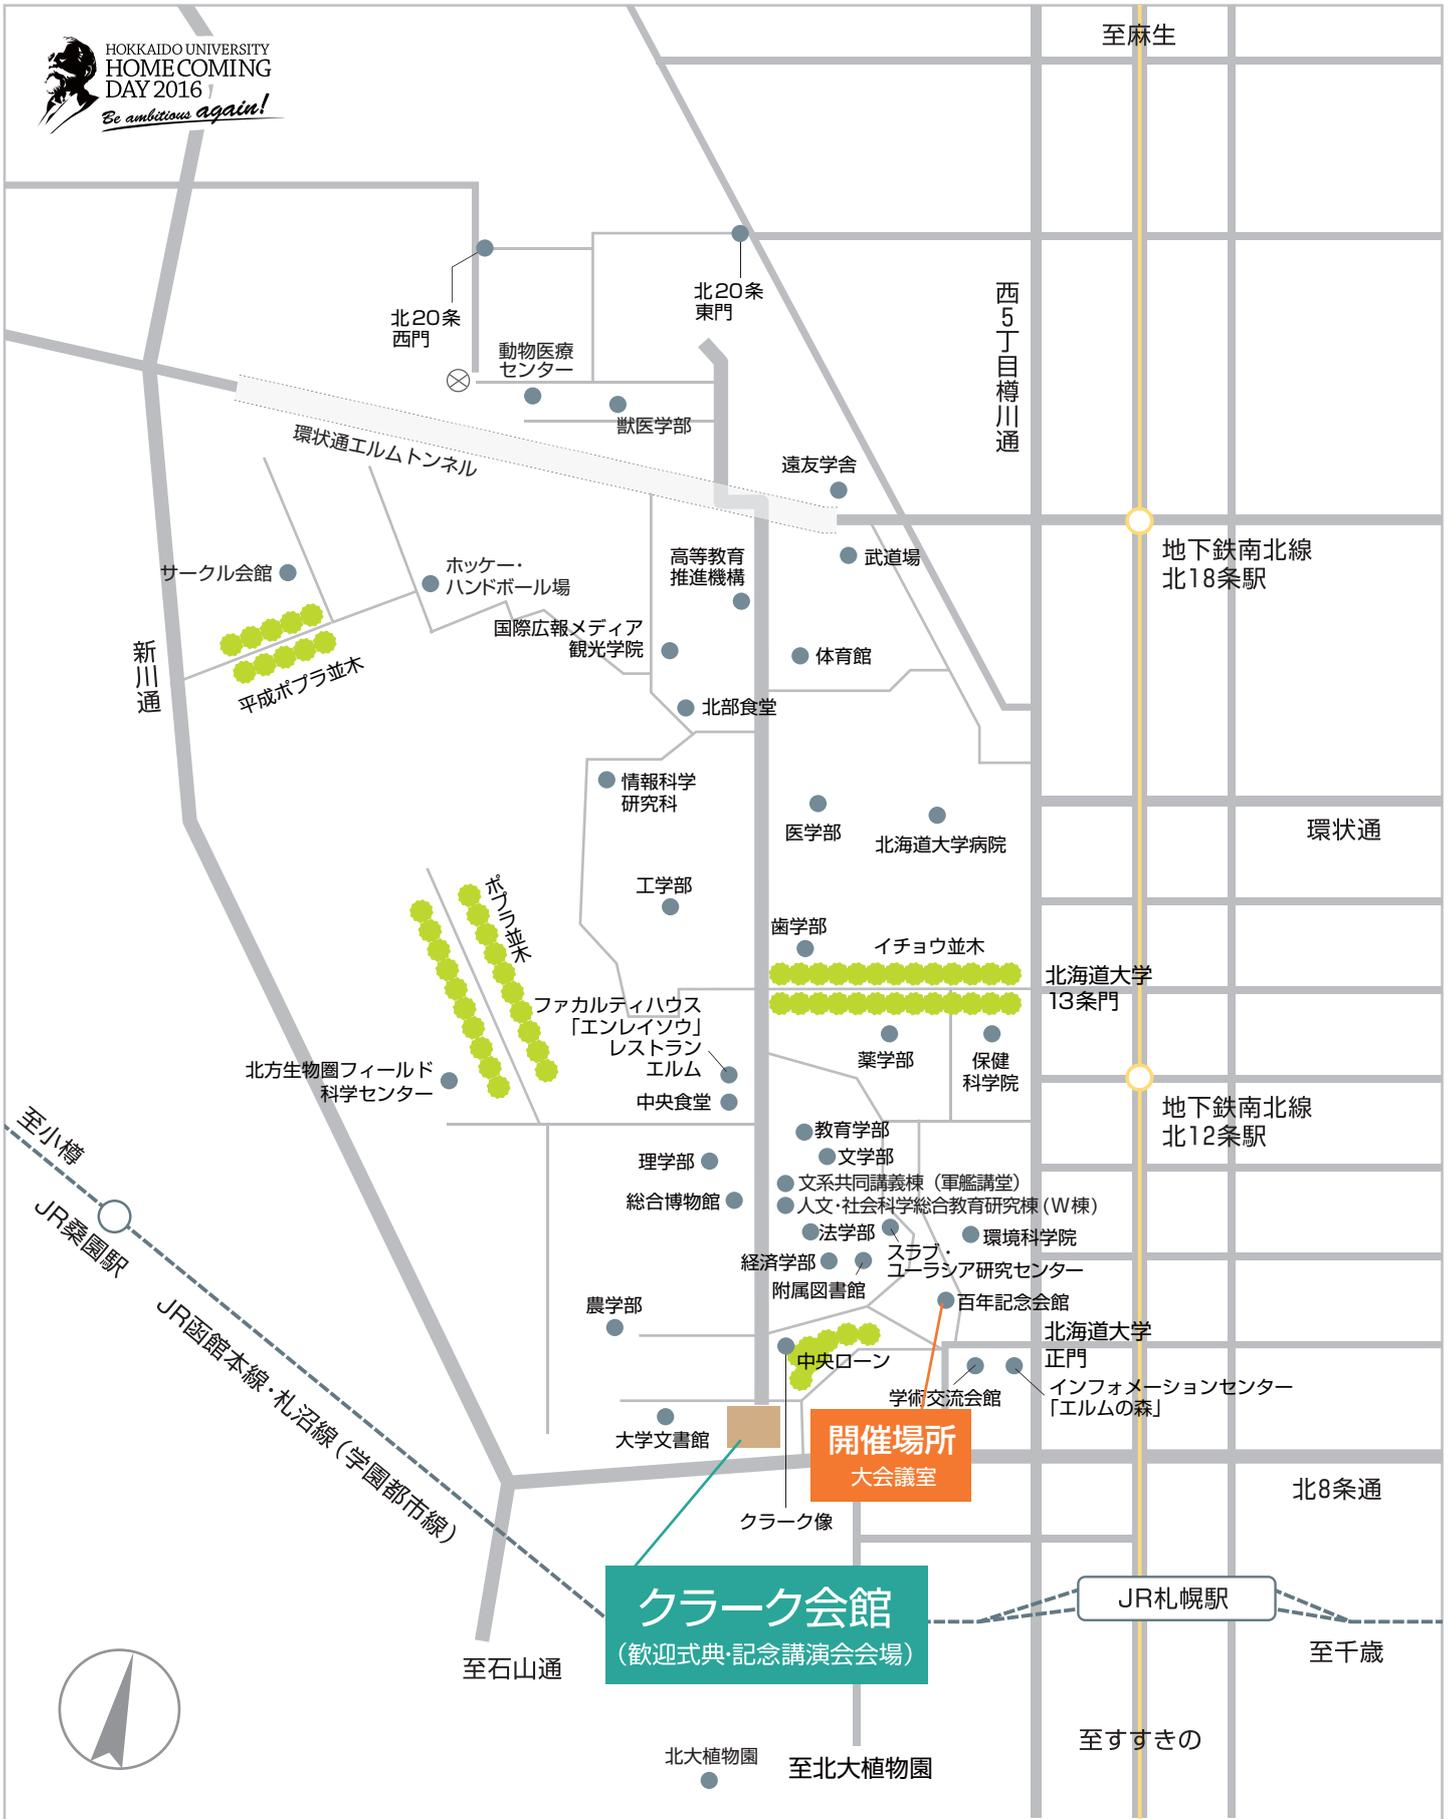 至麻生
HOKKAIDO UNIVERSITY
HOMECOMING
DAY 2016
Be ambitious again!
北20条
東門
西5丁目樽川通
北20条
西門
動物医療
センター
獣医学部
環状通エルムトンネル
遠友学舎
地下鉄南北線
北18条駅
高等教育
推進機構
武道場
サークル会館
ホッケー・
ハンドボール場
国際広報メディア
観光学院
体育館
新川通
平成ポプラ並木
北部食堂
情報科学
研究科
医学部
北海道大学病院
環状通
工学部
ポプラ並木
歯学部
イチョウ並木
北海道大学
13条門
ファカルティハウス
「エンレイソウ」
レストラン
エルム
薬学部
保健
科学院
北方生物圏フィールド
科学センター
中央食堂
地下鉄南北線
北12条駅
至小樽
教育学部
文学部
理学部
文系共同講義棟（軍艦講堂）
総合博物館
人文・社会科学総合教育研究棟(W棟)
JR桑園駅
法学部
環境科学院
スラブ・
ユーラシア研究センター
経済学部
附属図書館
農学部
百年記念会館
北海道大学
正門
JR函館本線・札沼線(学園都市線)
中央ローン
学術交流会館
インフォメーションセンター
「エルムの森」
大学文書館
開催場所
大会議室
北8条通
クラーク像
クラーク会館
（歓迎式典・記念講演会会場）
JR札幌駅
至千歳
至石山通
至すすきの
北大植物園
至北大植物園